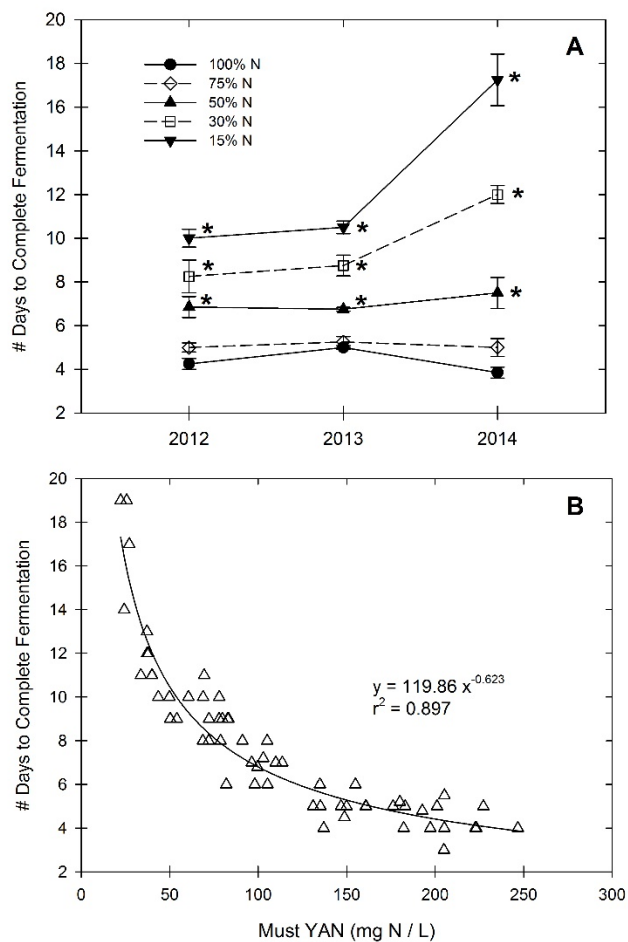 A
# Days to Complete Fermentation
20
18
16
14
12
10
8
6
4
2
100% N
75% N
50% N
30% N
15% N
* * *
* * *
* * *
2012 2013 2014
B
# Days to Complete Fermentation
20
18
16
14
12
10
8
6
4
2
y = 119.86 x^-0.623
r² = 0.897
0 50 100 150 200 250 300
Must YAN (mg N / L)